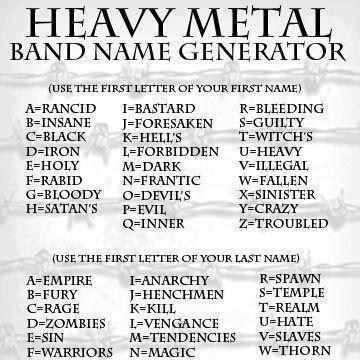 HEAVY METAL
BAND NAME GENERATOR
(USE THE FIRST LETTER OF YOUR FIRST NAME)
A=RANCID
B=INSANE
C=BLACK
D=IRON
E=HOLY
F=RABID
G=BLOODY
H=SATAN'S
I=BASTARD
J=FORESAKEN
K=HELL'S
L=FORBIDDEN
M=DARK
N=FRANTIC
O=DEVIL'S
P=EVIL
Q=INNER
R=BLEEDING
S=GUILTY
T=WITCH'S
U=HEAVY
V=ILLEGAL
W=FALLEN
X=SINISTER
Y=CRAZY
Z=TROUBLED
(USE THE FIRST LETTER OF YOUR LAST NAME)
A=EMPIRE
B=FURY
C=RAGE
D=ZOMBIES
E=SIN
F=WARRIORS
I=ANARCHY
J=HENCHMEN
K=KILL
L=VENGANCE
M=TENDENCIES
N=MAGIC
R=SPAWN
S=TEMPLE
T=REALM
U=HATE
V=SLAVES
W=THORN